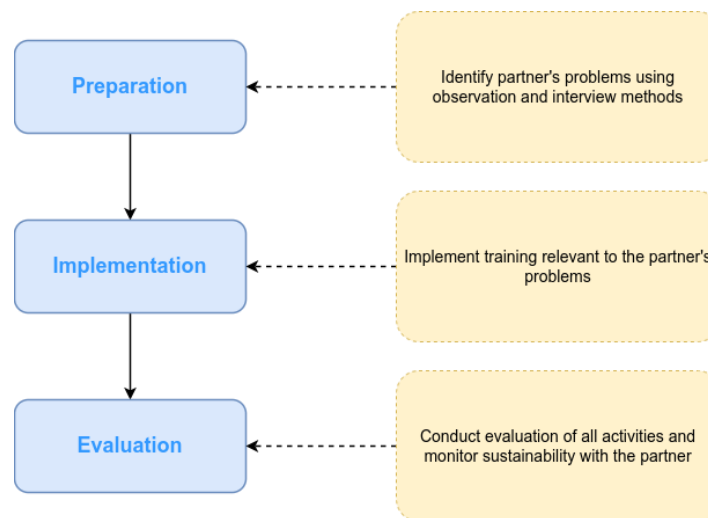 Preparation
Identify partner's problems using
observation and interview methods
Implementation
Implement training relevant to the partner's
problems
Evaluation
Conduct evaluation of all activities and
monitor sustainability with the partner